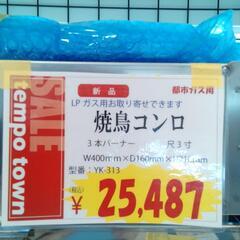 新品
都市ガス用
LPガス用お取り寄せできます
焼鳥コンロ
3本バーナー 尺3寸
W400mm×D160mm×
型番：YK-313
SALE
tempo town
税込
¥25,487